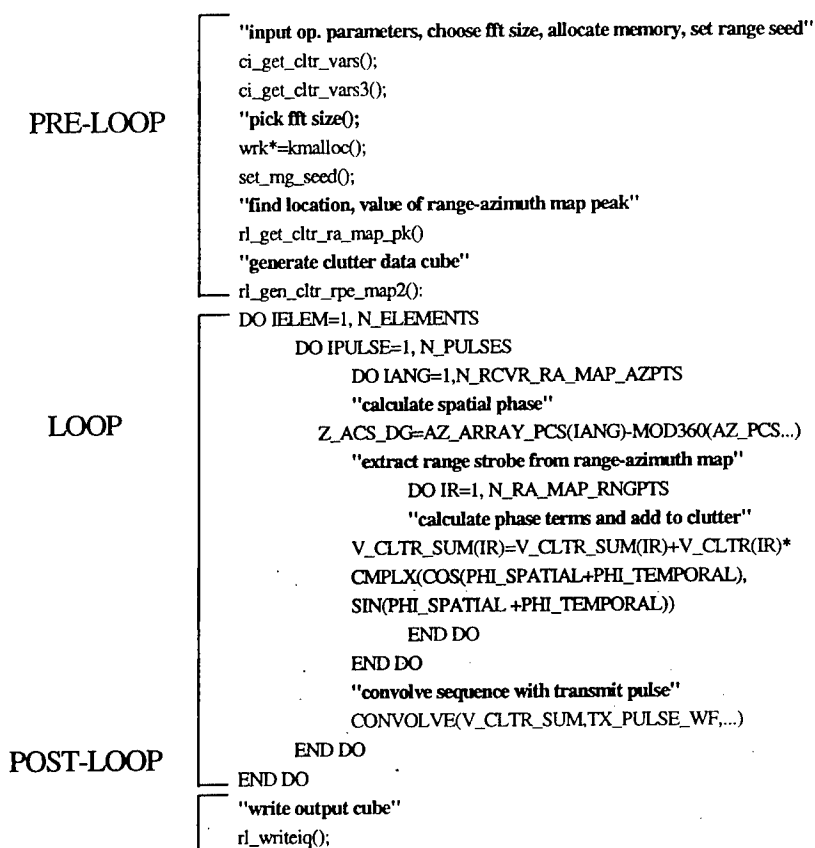 "input op. parameters, choose fft size, allocate memory, set range seed"
ci_get_cltr_vars();
ci_get_cltr_vars3();
PRE-LOOP
"pick fft size();
wrk*=kmalloc();
set_rng_seed();
"find location, value of range-azimuth map peak"
rl_get_cltr_ra_map_pk()
"generate clutter data cube"
rl_gen_cltr_rpe_map2():
DO IELEM=1, N_ELEMENTS
DO IPULSE=1, N_PULSES
DO IANG=1,N_RCVR_RA_MAP_AZPTS
"calculate spatial phase"
LOOP
Z_ACS_DG=AZ_ARRAY_PCS(IANG)-MOD360(AZ_PCS...)
"extract range strobe from range-azimuth map"
DO IR=1, N_RA_MAP_RNGPTS
"calculate phase terms and add to clutter"
V_CLTR_SUM(IR)=V_CLTR_SUM(IR)+V_CLTR(IR)*
CMPLX(COS(PHI_SPATIAL+PHI_TEMPORAL),
SIN(PHI_SPATIAL +PHI_TEMPORAL))
END DO
END DO
"convolve sequence with transmit pulse"
CONVOLVE(V_CLTR_SUM,TX_PULSE_WF,...)
END DO
POST-LOOP
END DO
"write output cube"
rl_writeiq();